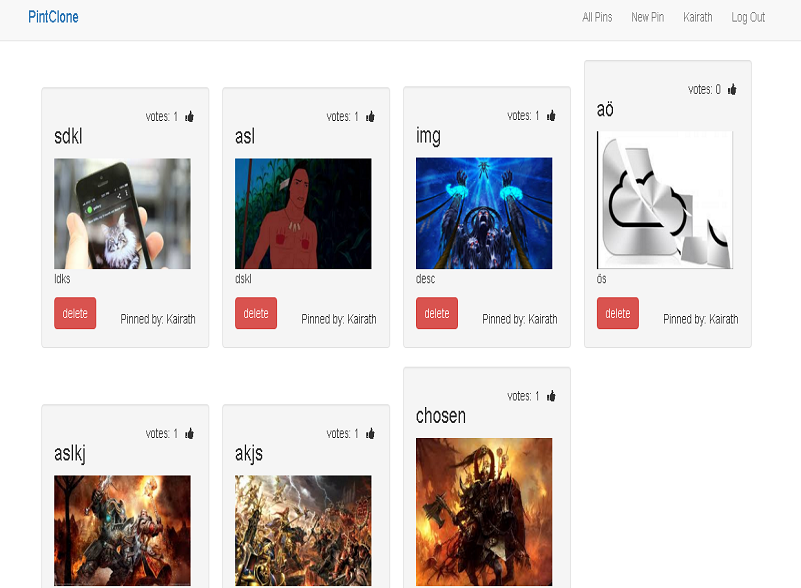 PintClone All Pins New Pin Kairath Log Out
votes: 1
sdkl
ldks
delete Pinned by: Kairath
votes: 1
asl
dskl
delete Pinned by: Kairath
votes: 1
img
desc
delete Pinned by: Kairath
votes: 0
aö
ös
delete Pinned by: Kairath
votes: 1
aslkj
votes: 1
akjs
votes: 1
chosen